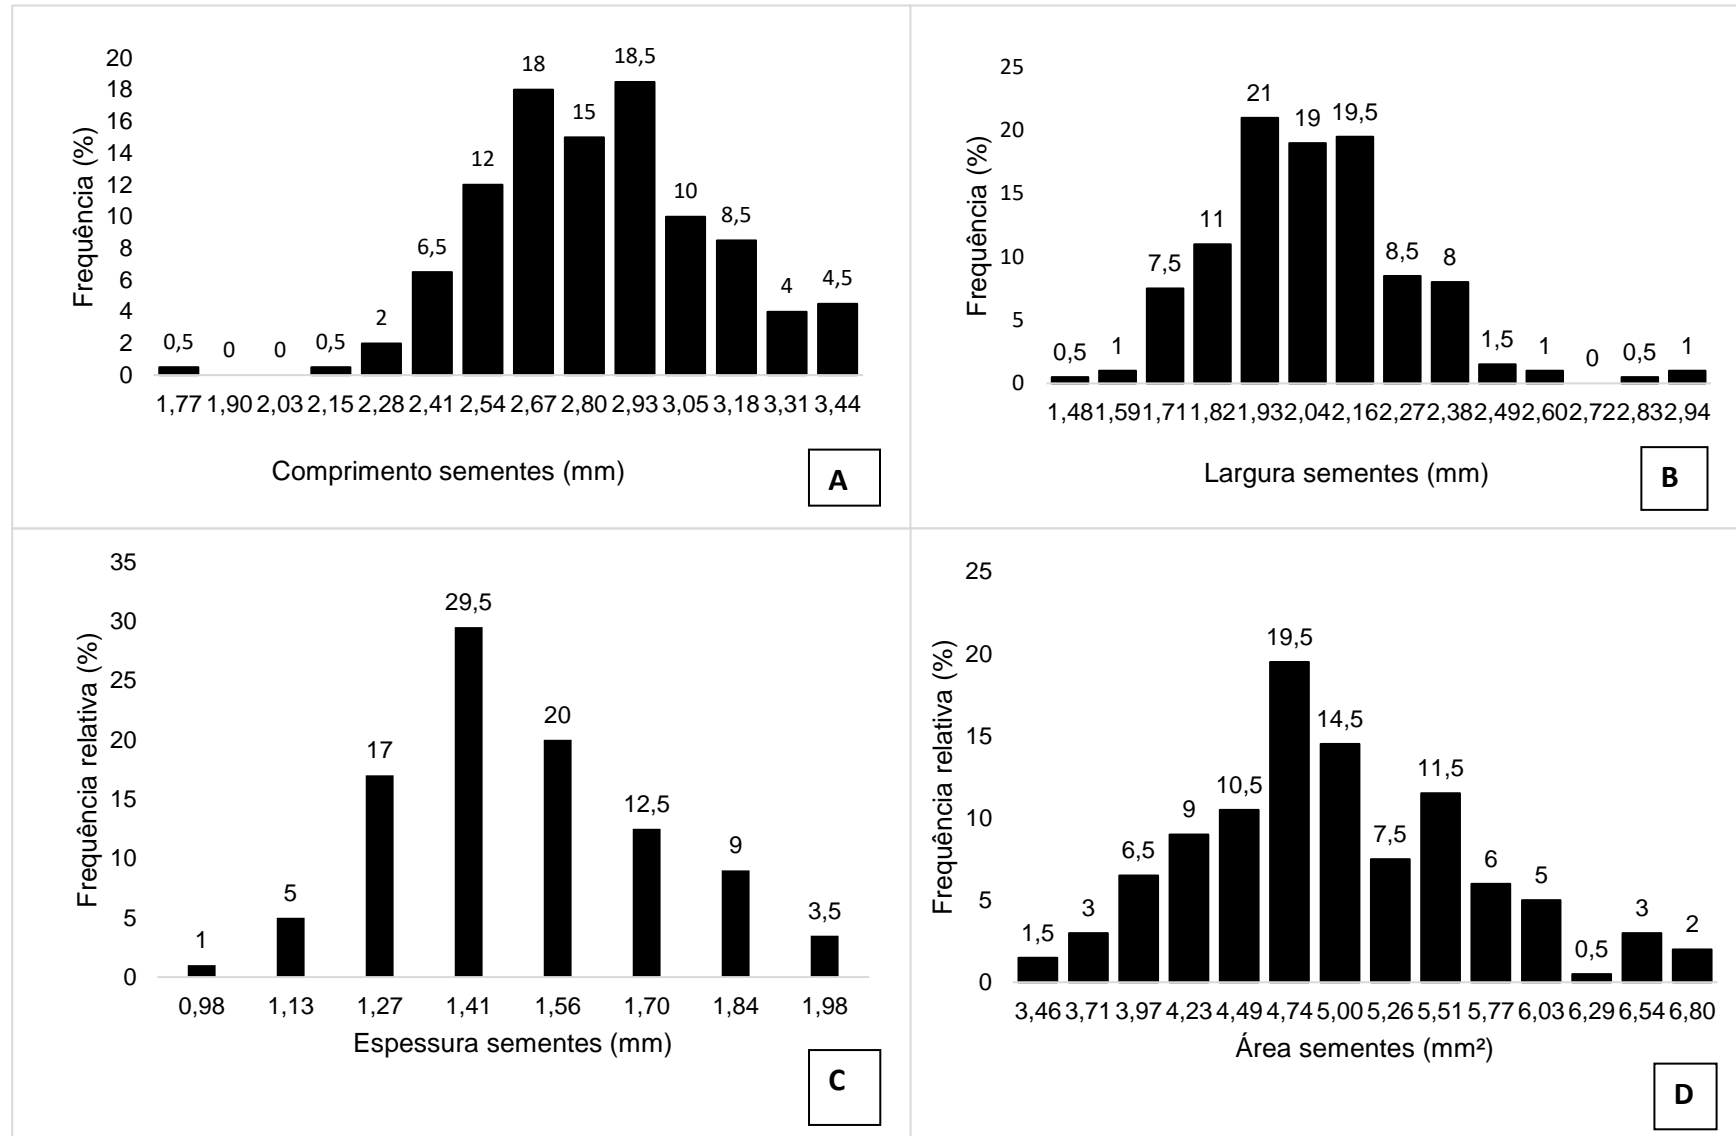 20
18
16
14
12
10
8
6
4
2
0
Frequência (%)
0,5 0 0 0,5 2 6,5 12 18 15 18,5 10 8,5 4 4,5
1,77 1,90 2,03 2,15 2,28 2,41 2,54 2,67 2,80 2,93 3,05 3,18 3,31 3,44
Comprimento sementes (mm)
A
25
20
15
10
5
0
Frequência (%)
0,5 1 7,5 11 21 19 19,5 8,5 8 1,5 1 0 0,5 1
1,48 1,59 1,71 1,82 1,93 2,04 2,16 2,27 2,38 2,49 2,60 2,72 2,83 2,94
Largura sementes (mm)
B
35
30
25
20
15
10
5
0
Frequência relativa (%)
1 5 17 29,5 20 12,5 9 3,5
0,98 1,13 1,27 1,41 1,56 1,70 1,84 1,98
Espessura sementes (mm)
C
25
20
15
10
5
0
Frequência relativa (%)
1,5 3 6,5 9 10,5 19,5 14,5 7,5 11,5 6 5 0,5 3 2
3,46 3,71 3,97 4,23 4,49 4,74 5,00 5,26 5,51 5,77 6,03 6,29 6,54 6,80
Área sementes (mm²)
D